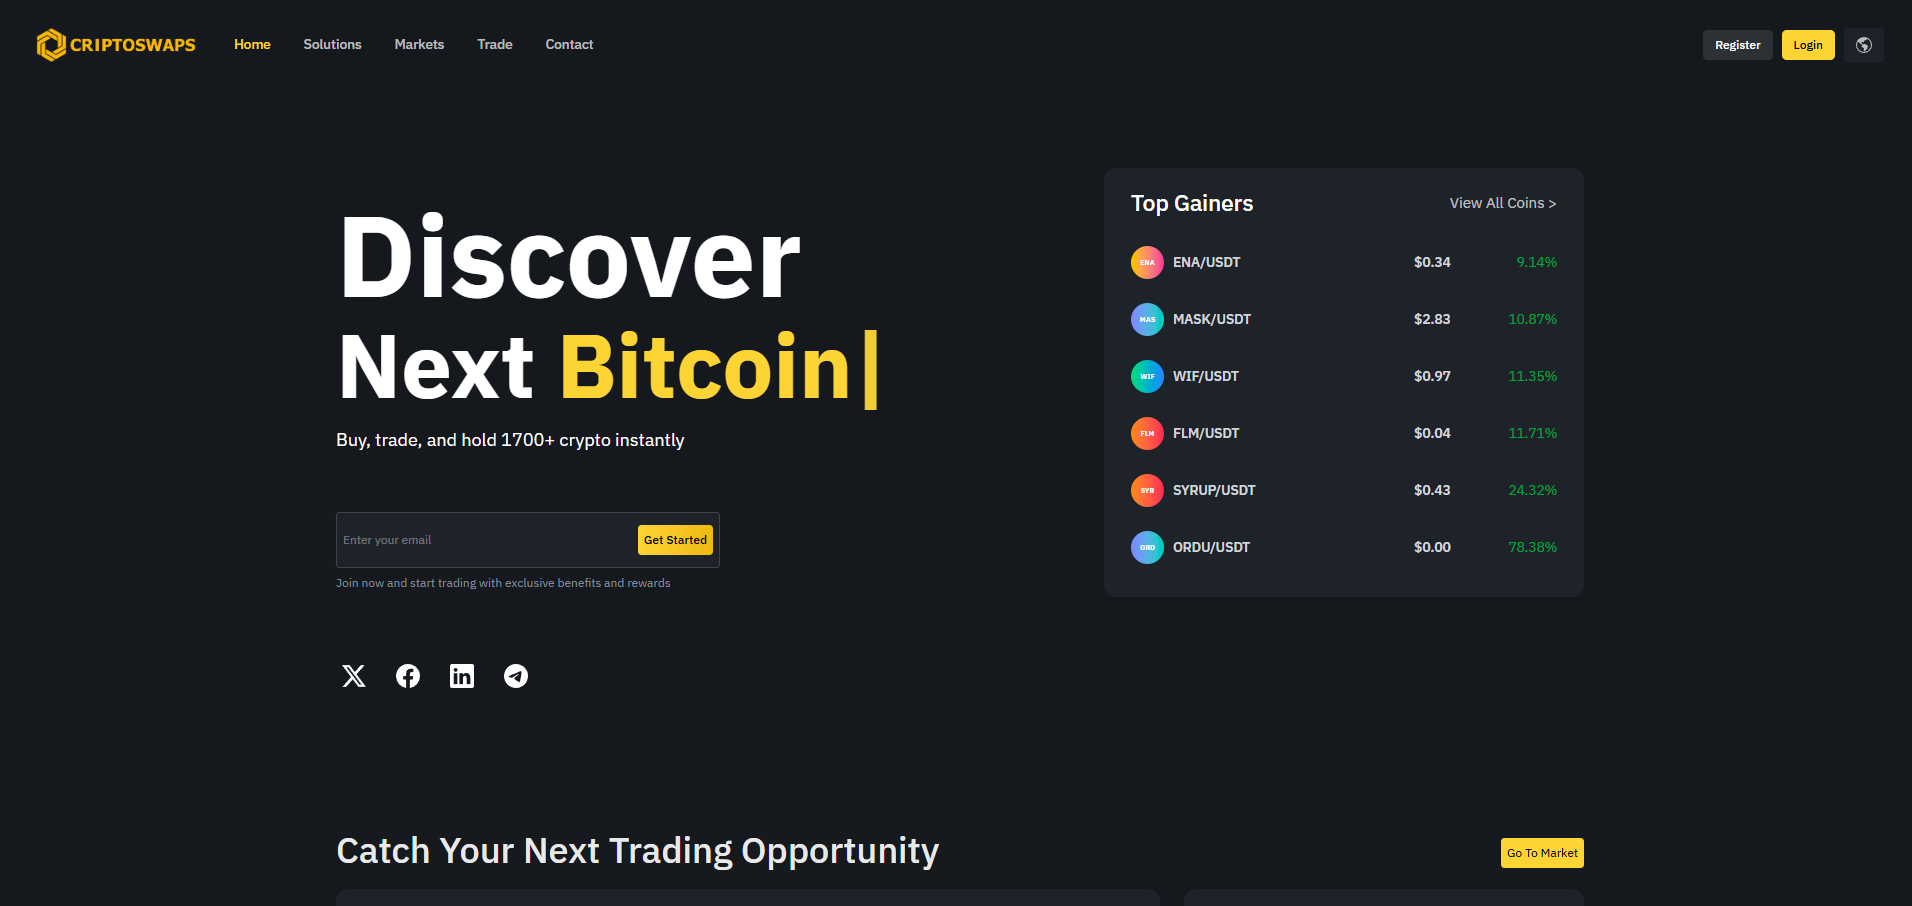 CRIPTOSWAPS Home Solutions Markets Trade Contact Register Login
Discover
Next Bitcoin|
Buy, trade, and hold 1700+ crypto instantly
Enter your email Get Started
Join now and start trading with exclusive benefits and rewards
Top Gainers View All Coins >
ENA ENA/USDT $0.34 9.14%
MAS MASK/USDT $2.83 10.87%
WIF WIF/USDT $0.97 11.35%
FLM FLM/USDT $0.04 11.71%
SYR SYRUP/USDT $0.43 24.32%
ORD ORDU/USDT $0.00 78.38%
Catch Your Next Trading Opportunity Go To Market